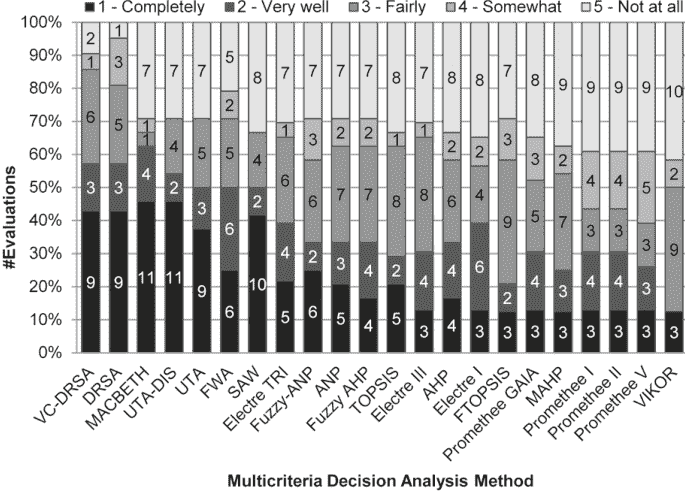 1 - Completely 2 - Very well 3 - Fairly 4 - Somewhat 5 - Not at all
#Evaluations
100%
90%
80%
70%
60%
50%
40%
30%
20%
10%
0%
2 1 6 3 9
1 3 5 3 9
7 1 1 4 11
7 4 2 11
7 5 3 9
5 2 5 6 6
8 4 2 10
7 1 6 4 5
7 3 6 2 6
7 2 7 3 5
7 2 7 4 4
8 1 8 2 5
7 1 8 4 3
8 2 6 4 4
8 2 4 6 3
7 3 9 2 3
8 3 5 4 3
9 2 7 3 3
9 4 3 4 3
9 4 3 4 3
9 5 3 3 3
10 2 9 3
VC-DRSA
DRSA
MACBETH
UTA-DIS
UTA
FWA
SAW
Electre TRI
Fuzzy-ANP
ANP
Fuzzy AHP
TOPSIS
Electre III
AHP
Electre I
FTOPSIS
Promethee GAIA
MAHP
Promethee I
Promethee II
Promethee V
VIKOR
Multicriteria Decision Analysis Method